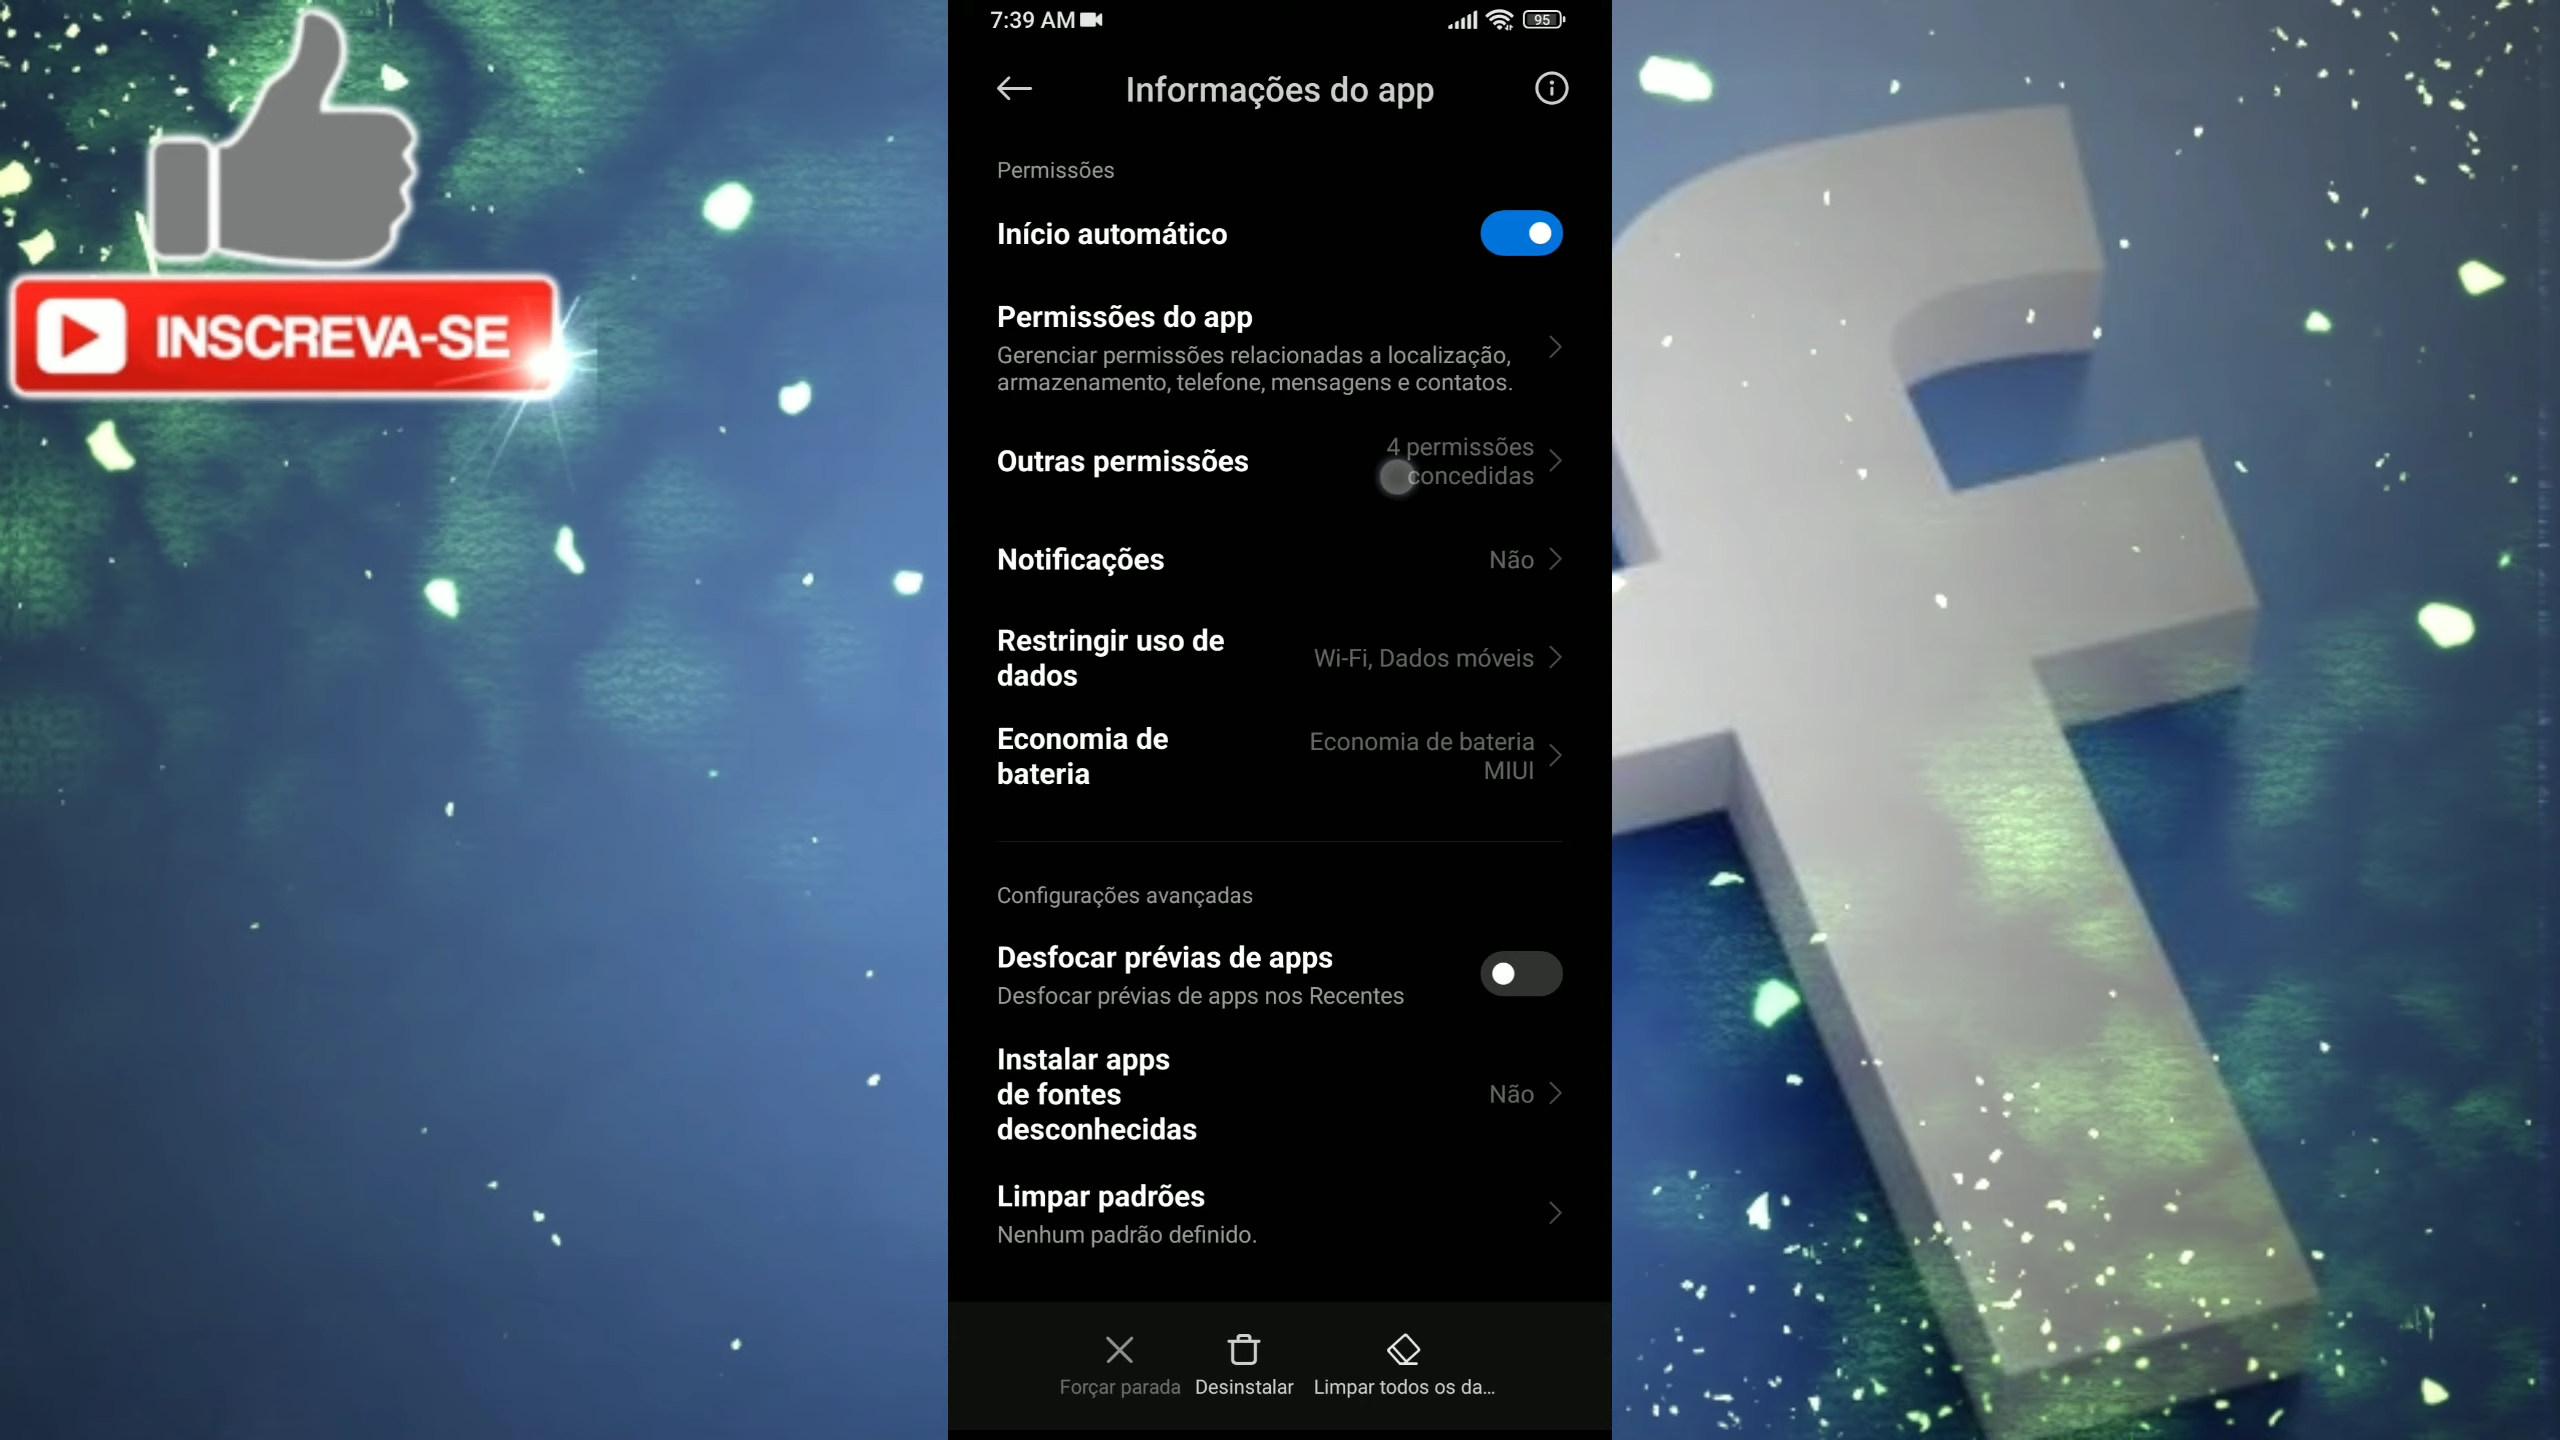 INSCREVA-SE
7:39 AM
95
Informações do app
Permissões
Início automático
Permissões do app
Gerenciar permissões relacionadas a localização,
armazenamento, telefone, mensagens e contatos.
Outras permissões
4 permissões
concedidas
Notificações
Não
Restringir uso de
dados
Wi-Fi, Dados móveis
Economia de
bateria
Economia de bateria
MIUI
Configurações avançadas
Desfocar prévias de apps
Desfocar prévias de apps nos Recentes
Instalar apps
de fontes
desconhecidas
Não
Limpar padrões
Nenhum padrão definido.
Forçar parada
Desinstalar
Limpar todos os da...